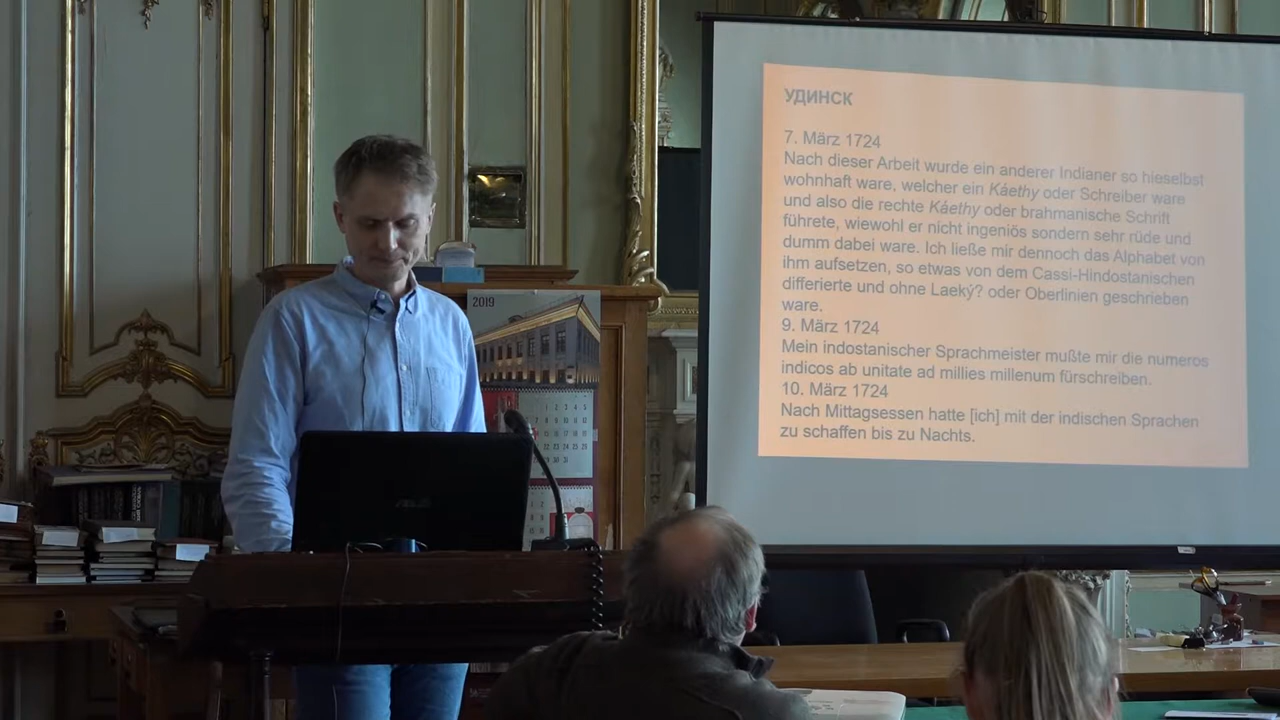 УДИНСК
7. März 1724
Nach dieser Arbeit wurde ein anderer Indianer so hieselbst
wohnhaft ware, welcher ein Káethy oder Schreiber ware
und also die rechte Káethy oder brahmanische Schrift
führete, wiewohl er nicht ingeniös sondern sehr rüde und
dumm dabei ware. Ich ließe mir dennoch das Alphabet von
ihm aufsetzen, so etwas von dem Cassi-Hindostanischen
differierte und ohne Laeký? oder Oberlinien geschrieben
ware.
9. März 1724
Mein indostanischer Sprachmeister mußte mir die numeros
indicos ab unitate ad millies millenum fürschreiben.
10. März 1724
Nach Mittagsessen hatte [ich] mit der indischen Sprachen
zu schaffen bis zu Nachts.
2019